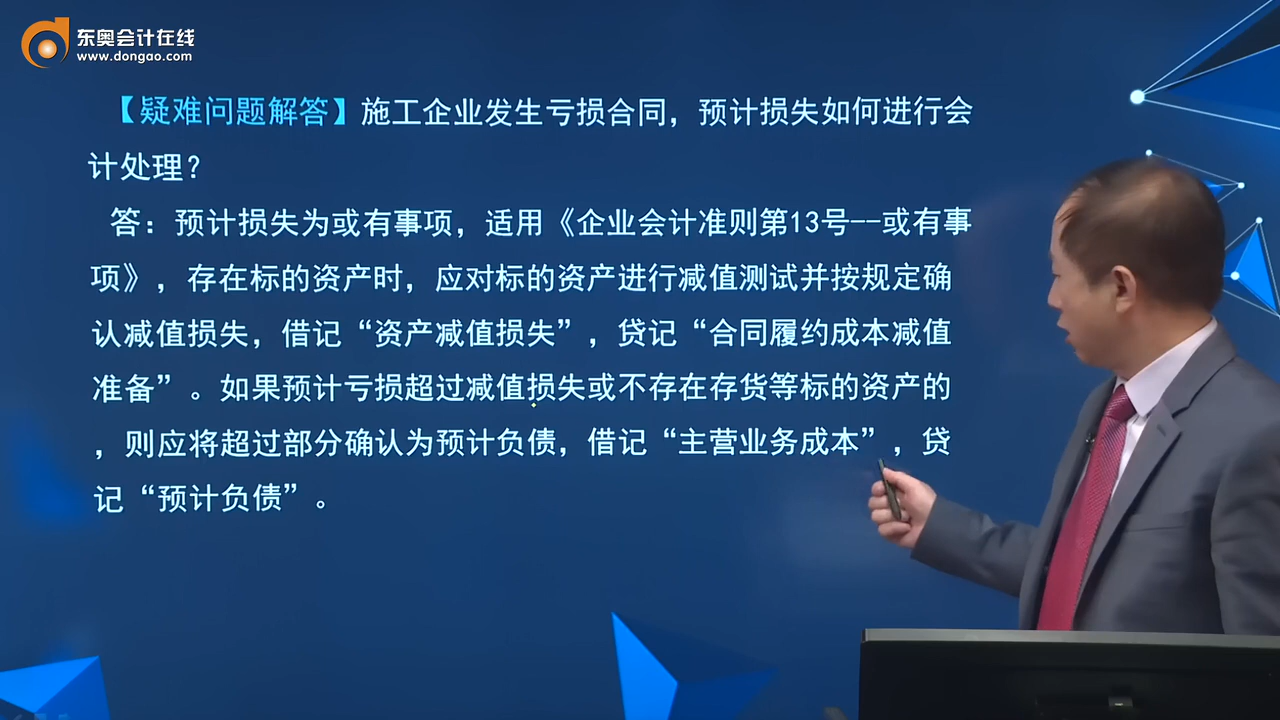 东奥会计在线
www.dongao.com
【疑难问题解答】施工企业发生亏损合同，预计损失如何进行会
计处理？
答：预计损失为或有事项，适用《企业会计准则第13号--或有事
项》，存在标的资产时，应对标的资产进行减值测试并按规定确
认减值损失，借记“资产减值损失”，贷记“合同履约成本减值
准备”。如果预计亏损超过减值损失或不存在存货等标的资产的
，则应将超过部分确认为预计负债，借记“主营业务成本”，贷
记“预计负债”。